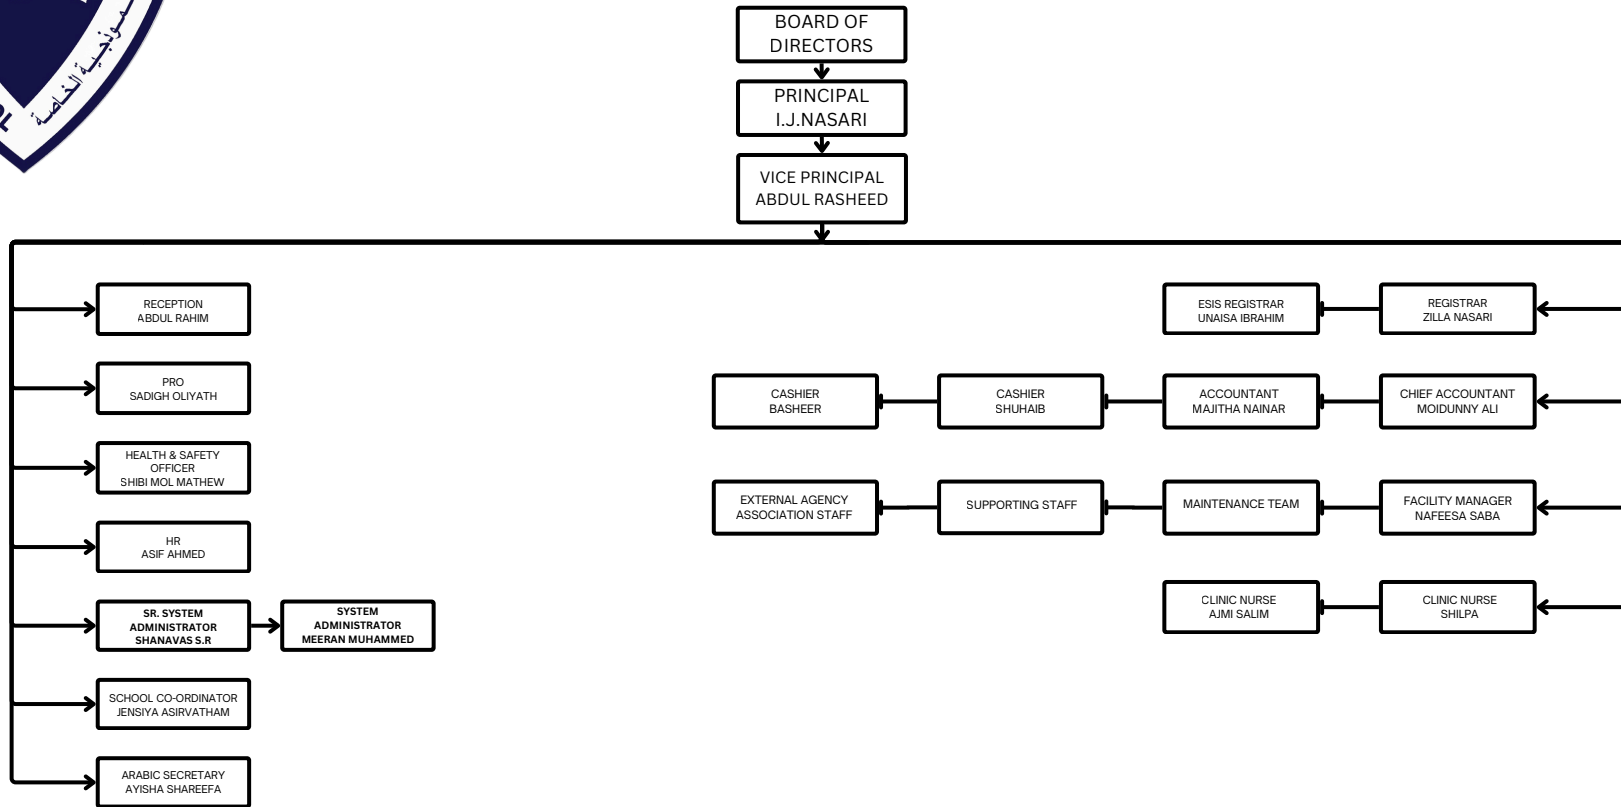 ـموذجية الخاصة
BOARD OF
DIRECTORS
PRINCIPAL
I.J.NASARI
VICE PRINCIPAL
ABDUL RASHEED
RECEPTION
ABDUL RAHIM
ESIS REGISTRAR
UNAISA IBRAHIM
REGISTRAR
ZILLA NASARI
PRO
SADIGH OLIYATH
CASHIER
BASHEER
CASHIER
SHUHAIB
ACCOUNTANT
MAJITHA NAINAR
CHIEF ACCOUNTANT
MOIDUNNY ALI
HEALTH & SAFETY
OFFICER
SHIBI MOL MATHEW
EXTERNAL AGENCY
ASSOCIATION STAFF
SUPPORTING STAFF
MAINTENANCE TEAM
FACILITY MANAGER
NAFEESA SABA
HR
ASIF AHMED
SR. SYSTEM
ADMINISTRATOR
SHANAVAS S.R
SYSTEM
ADMINISTRATOR
MEERAN MUHAMMED
CLINIC NURSE
AJMI SALIM
CLINIC NURSE
SHILPA
SCHOOL CO-ORDINATOR
JENSIYA ASIRVATHAM
ARABIC SECRETARY
AYISHA SHAREEFA